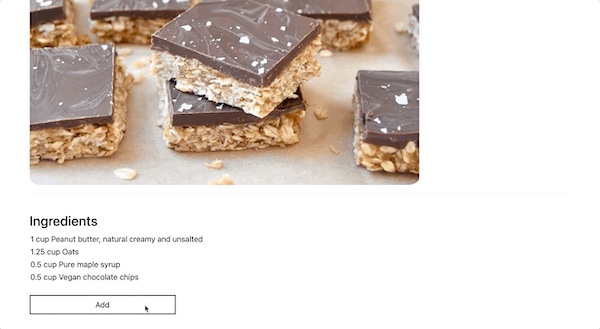 Ingredients
1 cup Peanut butter, natural creamy and unsalted
1.25 cup Oats
0.5 cup Pure maple syrup
0.5 cup Vegan chocolate chips
Add